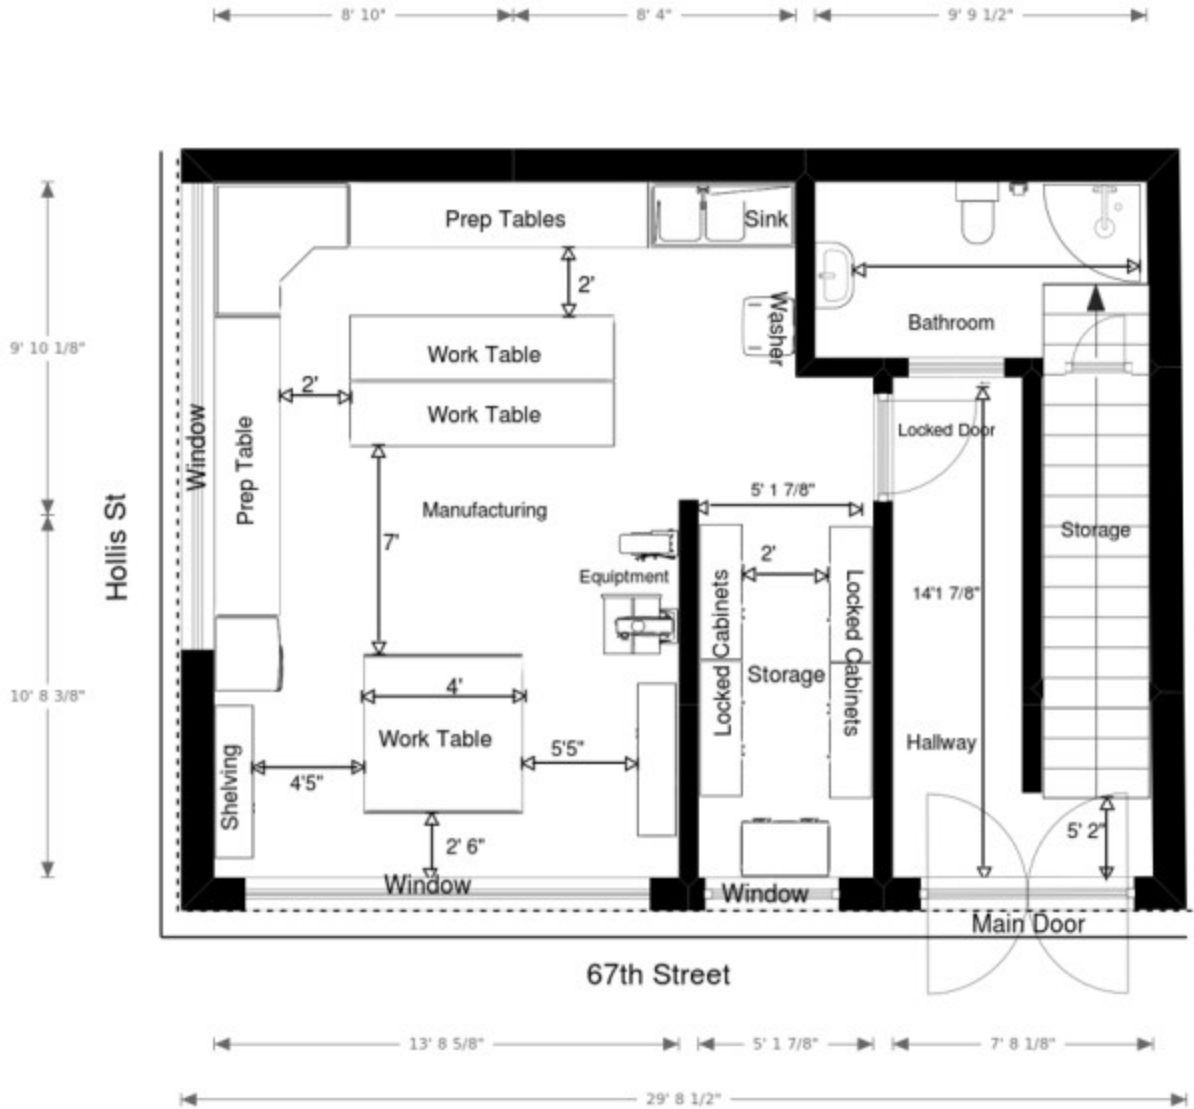 8' 10"
8' 4"
9' 9 1/2"
Prep Tables
Sink
2'
Washer
Bathroom
9' 10 1/8"
Work Table
2'
Work Table
Window
Prep Table
Locked Door
Manufacturing
5' 1 7/8"
Hollis St
7'
2'
Storage
Equiptment
Locked Cabinets
Locked Cabinets
14'1 7/8"
Storage
10' 8 3/8"
4'
Work Table
5'5"
Hallway
Shelving
4'5"
2' 6"
5' 2"
Window
Window
Main Door
67th Street
13' 8 5/8"
5' 1 7/8"
7' 8 1/8"
29' 8 1/2"